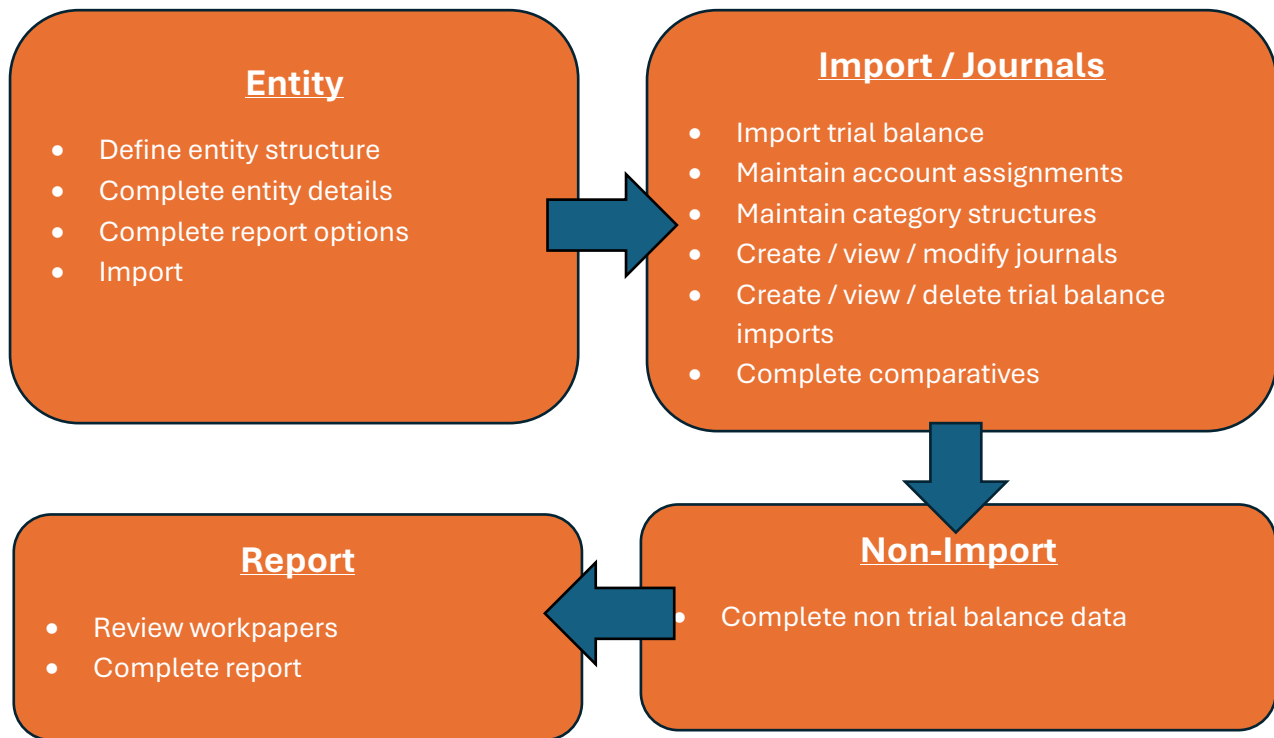 Entity
Define entity structure
Complete entity details
Complete report options
Import
Import / Journals
Import trial balance
Maintain account assignments
Maintain category structures
Create / view / modify journals
Create / view / delete trial balance
imports
Complete comparatives
Non-Import
Complete non trial balance data
Report
Review workpapers
Complete report